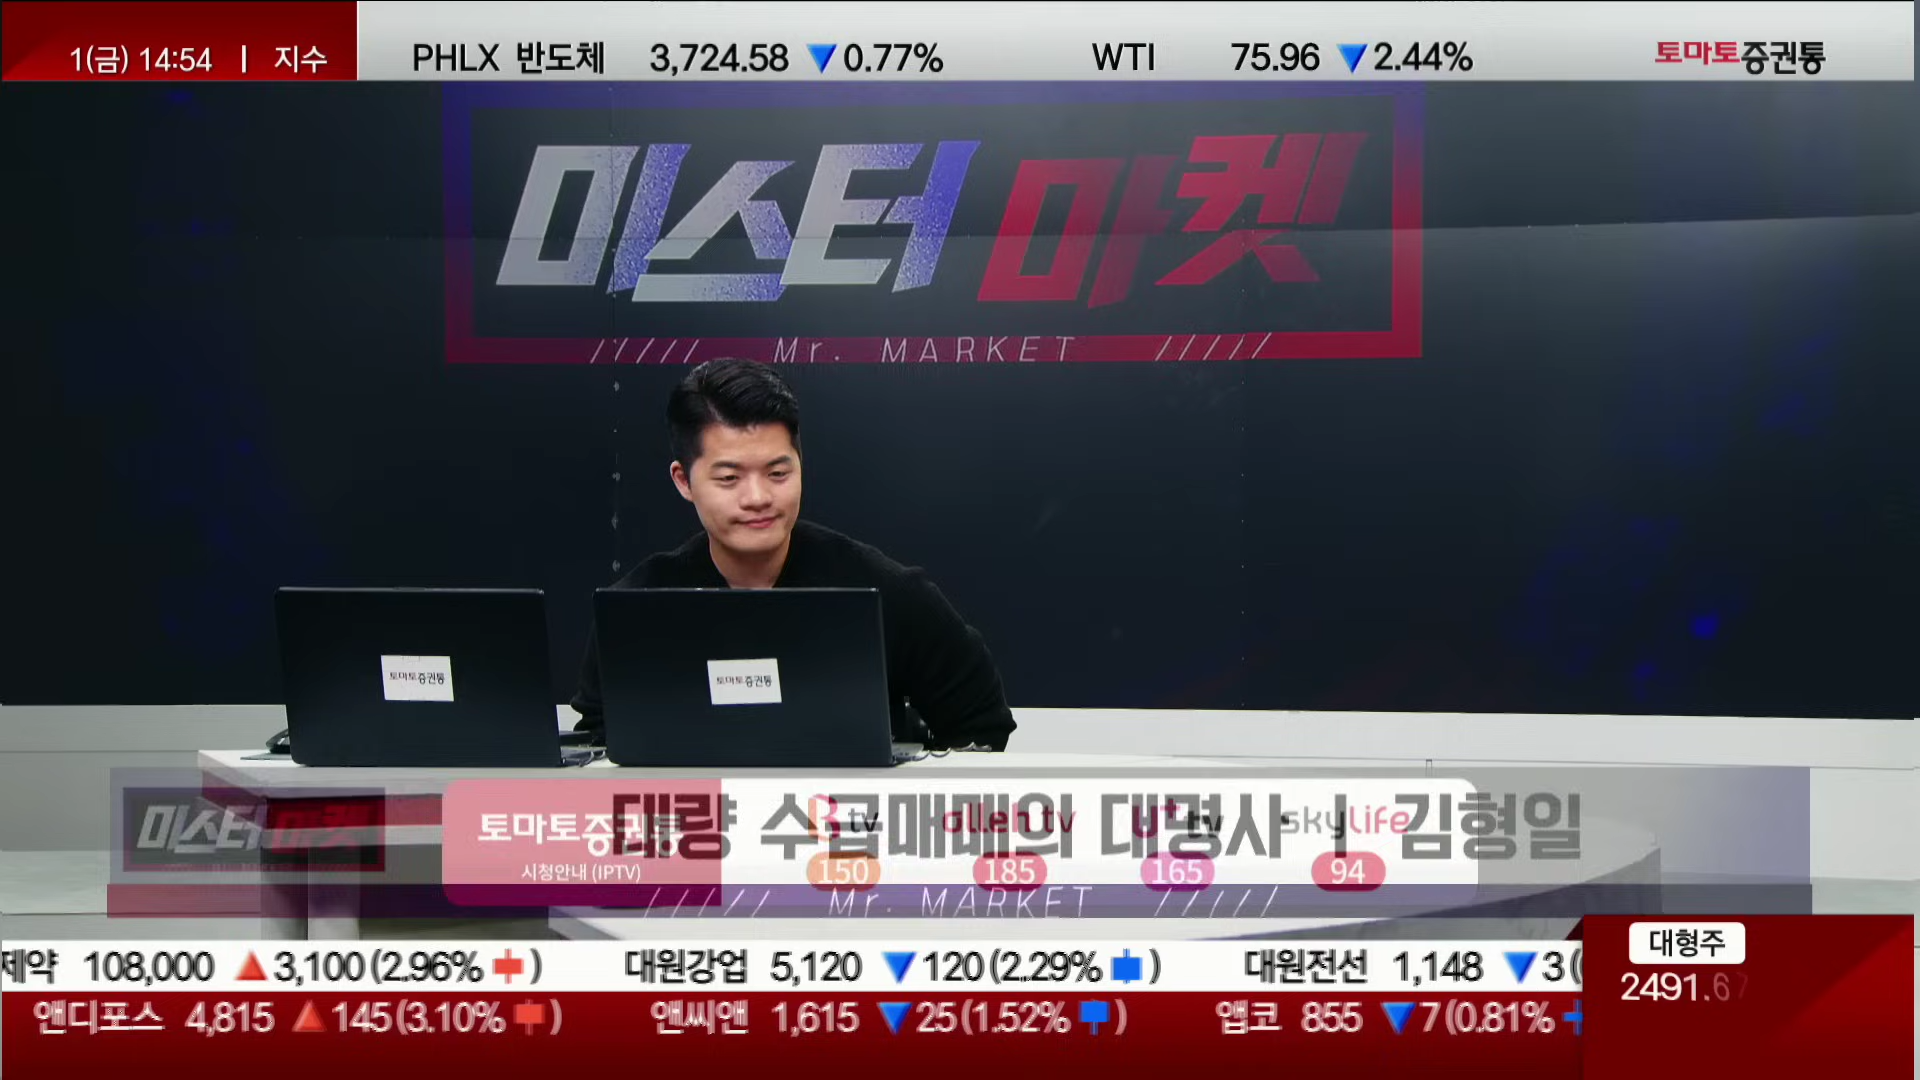 1(금) 14:54 | 지수 PHLX 반도체 3,724.58 ▼0.77% WTI 75.96 ▼2.44% 토마토증권통
미스터 마켓
///// Mr. MARKET /////
토마토증권통
토마토증권통
미스터 마켓
대량 수급매매의 대명사 | 김형일
토마토증권통
시청안내 (IPTV)
B tv olleh tv U+ tv skylife
150 185 165 94
///// Mr. MARKET /////
대형주
2491.67
제약 108,000 ▲3,100(2.96% ) 대원강업 5,120 ▼120(2.29% ) 대원전선 1,148 ▼3(
앤디포스 4,815 ▲145(3.10% ) 앤씨앤 1,615 ▼25(1.52% ) 앱코 855 ▼7(0.81%